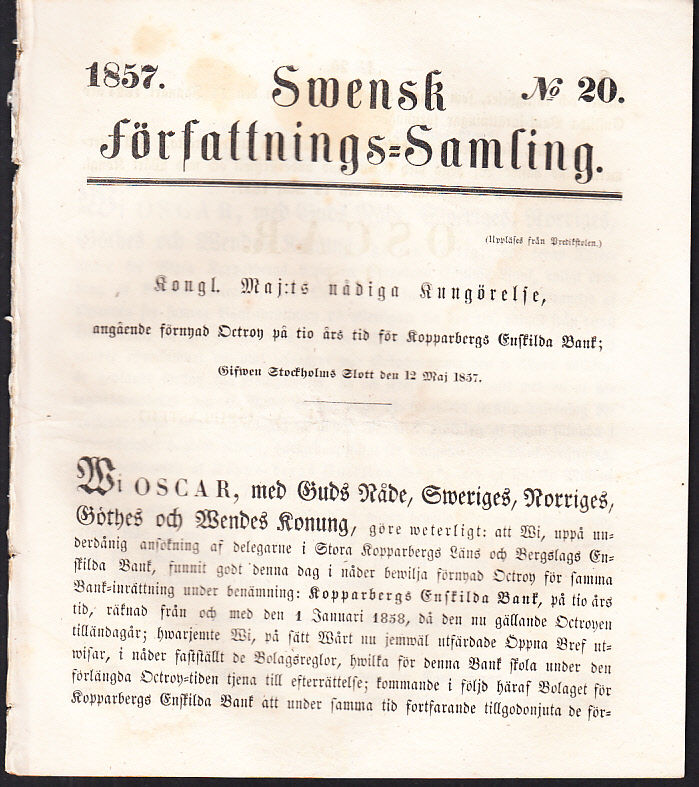 1857. Swensk № 20.
Författnings=Samling.
(Uppläses från Predikstolen.)
Kongl. Maj:ts nådiga Kungörelse,
angående förnyad Octroy på tio års tid för Kopparbergs Enskilda Bank;
Gifwen Stockholms Slott den 12 Maj 1857.
Wi OSCAR, med Guds Nåde, Sweriges, Norriges,
Göthes och Wendes Konung, göre weterligt: att Wi, uppå un=
derdånig ansökning af delegarne i Stora Kopparbergs Läns och Bergslags En=
skilda Bank, funnit godt denna dag i nåder bewilja förnyad Octroy för samma
Bank=inrättning under benämning: Kopparbergs Enskilda Bank, på tio års
tid, räknad från och med den 1 Januari 1858, då den nu gällande Octroyen
tilländagår; hwarjemte Wi, på sätt Wårt nu jemwäl utfärdade Öppna Bref ut=
wisar, i nåder fastställt de Bolagsreglor, hwilka för denna Bank skola under den
förlängda Octroy=tiden tjena till efterrättelse; kommande i följd häraf Bolaget för
Kopparbergs Enskilda Bank att under samma tid fortfarande tillgodonjuta de för=